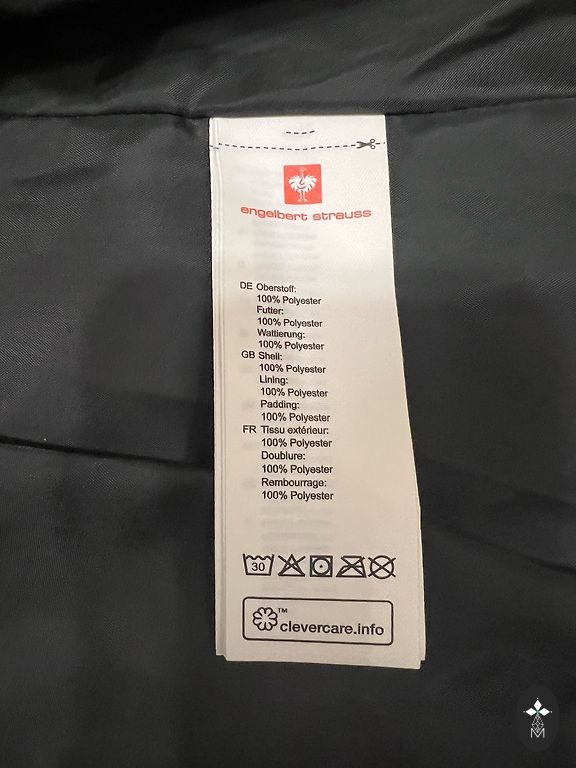 engelbert strauss
DE Oberstoff:
100% Polyester
Futter:
100% Polyester
Wattierung:
100% Polyester
GB Shell:
100% Polyester
Lining:
100% Polyester
Padding:
100% Polyester
FR Tissu extérieur:
100% Polyester
Doublure:
100% Polyester
Rembourrage:
100% Polyester
30
™
clevercare.info
M